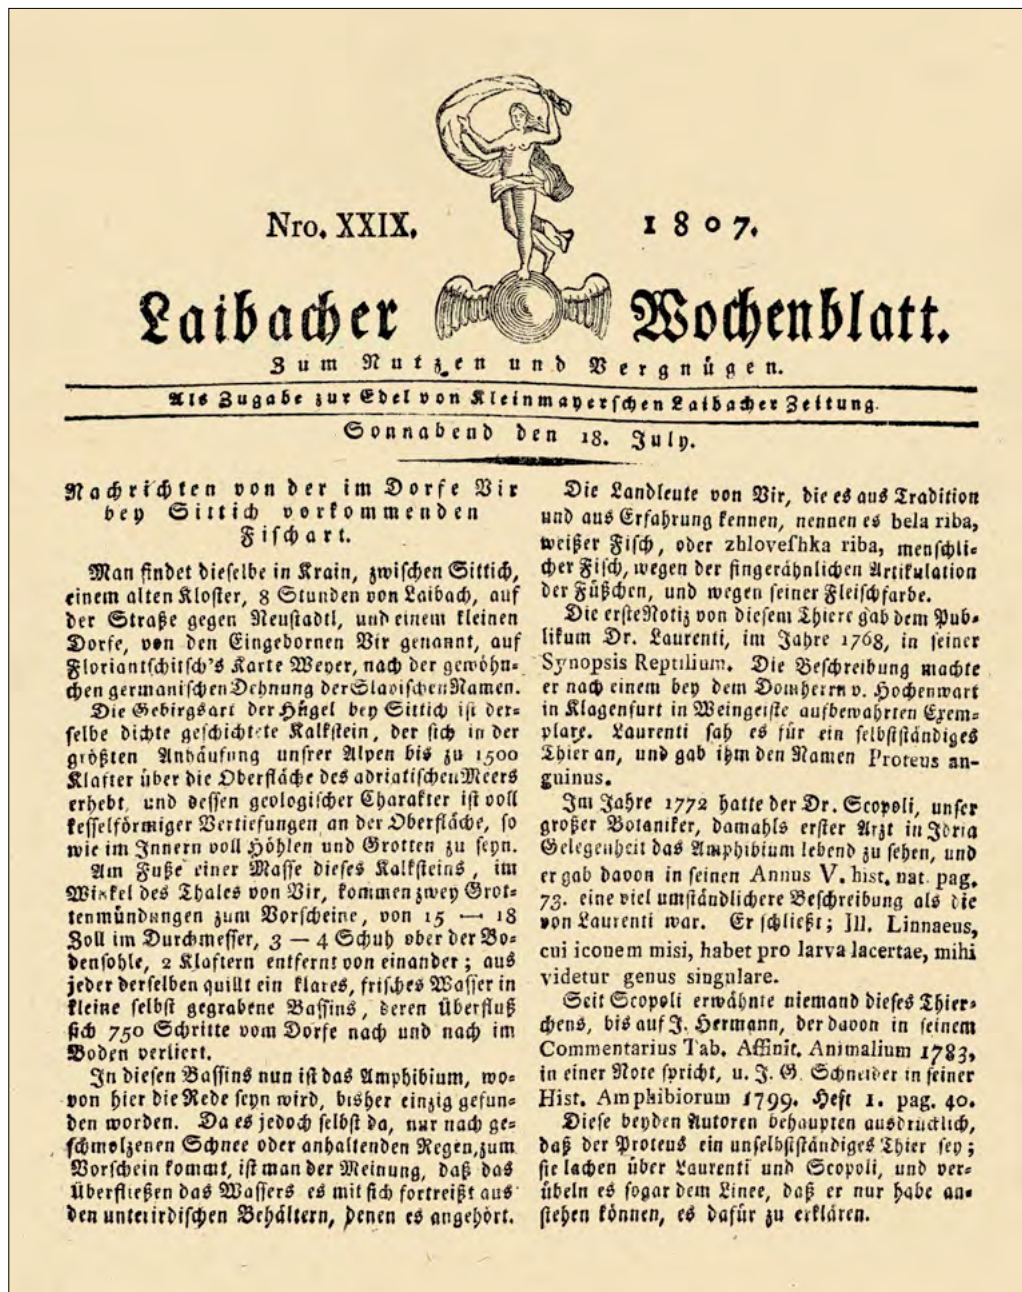 Nro. XXIX.
1807.
Laibacher Wochenblatt.
Zum Nutzen und Vergnügen.
Als Zugabe zur Edel von Kleinmayerschen Laibacher Zeitung.
Sonnabend den 18. July.
Nachrichten von der im Dorfe Vir
bey Sittich vorkommenden
Fischart.
Man findet dieselbe in Krain, zwischen Sittich,
einem alten Kloster, 8 Stunden von Laibach, auf
der Straße gegen Neustadtl, und einem kleinen
Dorfe, von den Eingebornen Vir genannt, auf
Floriantschitsch's Karte Weyer, nach der gewöhn=
chen germanischen Dehnung der Slavischen Namen.
Die Gebirgsart der Hügel bey Sittich ist der=
selbe dichte geschichtete Kalkstein, der sich in der
größten Anhäufung unsrer Alpen bis zu 1500
Klafter über die Oberfläche des adriatischen Meers
erhebt, und dessen geologischer Charakter ist voll
kesselförmiger Vertiefungen an der Oberfläche, so
wie im Innern voll Höhlen und Grotten zu seyn.
Am Fuße einer Masse dieses Kalksteins, im
Winkel des Thales von Vir, kommen zwey Grot=
tenmündungen zum Vorscheine, von 15 — 18
Zoll im Durchmesser, 3 — 4 Schuh ober der Bo=
densohle, 2 Klaftern entfernt von einander; aus
jeder derselben quillt ein klares, frisches Wasser in
kleine selbst gegrabene Bassins, deren Überfluß
sich 750 Schritte vom Dorfe nach und nach im
Boden verliert.
In diesen Bassins nun ist das Amphibium, wo=
von hier die Rede seyn wird, bisher einzig gefun=
den worden. Da es jedoch selbst da, nur nach ge=
schmolzenen Schnee oder anhaltenden Regen, zum
Vorschein kommt, ist man der Meinung, daß das
Überfließen das Wassers es mit sich fortreißt aus
den unterirdischen Behältern, denen es angehört.
Die Landleute von Vir, die es aus Tradition
und aus Erfahrung kennen, nennen es bela riba,
weißer Fisch, oder zhloveſhka riba, menschli=
cher Fisch, wegen der fingerähnlichen Artikulation
der Füßchen, und wegen seiner Fleischfarbe.
Die erste Notiz von diesem Thiere gab dem Pub=
likum Dr. Laurenti, im Jahre 1768, in seiner
Synopsis Reptilium. Die Beschreibung machte
er nach einem bey dem Domherrn v. Hochenwart
in Klagenfurt in Weingeiste aufbewahrten Exem=
plare. Laurenti sah es für ein selbstständiges
Thier an, und gab ihm den Namen Proteus an-
guinus.
Im Jahre 1772 hatte der Dr. Scopoli, unser
großer Botaniker, damahls erster Arzt in Idria
Gelegenheit das Amphibium lebend zu sehen, und
er gab davon in seinen Annus V. hist. nat. pag.
73. eine viel umständlichere Beschreibung als die
von Laurenti war. Er schließt; Ill. Linnaeus,
cui iconem misi, habet pro larva lacertae, mihi
videtur genus singulare.
Seit Scopoli erwähnte niemand dieses Thier=
chens, bis auf J. Hermann, der davon in seinem
Commentarius Tab. Affinit. Animalium 1783,
in einer Note spricht, u. J. G. Schneider in seiner
Hist. Amphibiorum 1799. Heft 1. pag. 40.
Diese beyden Autoren behaupten ausdrücklich,
daß der Proteus ein unselbstständiges Thier sey;
sie lachen über Laurenti und Scopoli, und ver=
übeln es sogar dem Linee, daß er nur habe an=
stehen können, es dafür zu erklären.